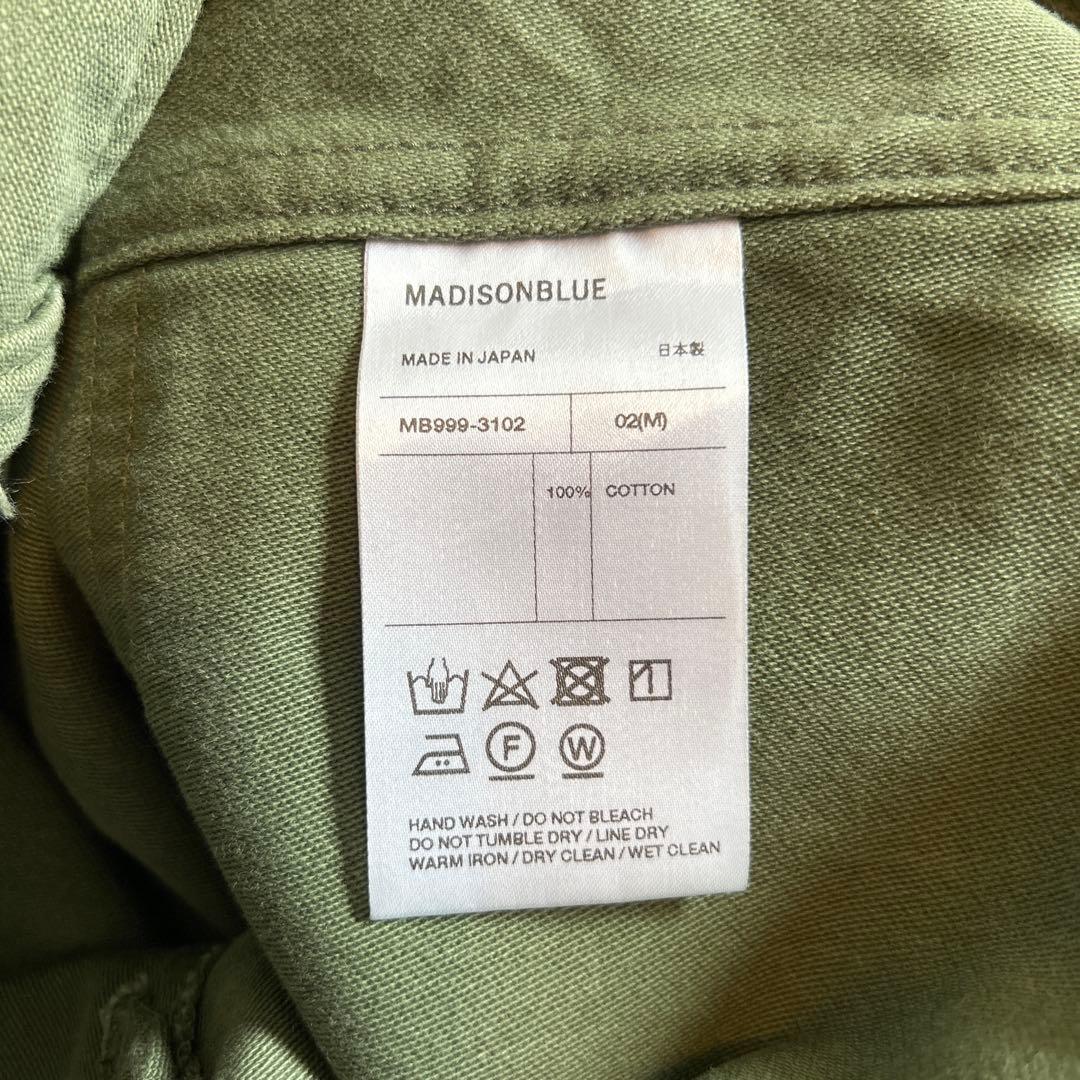 MADISONBLUE
MADE IN JAPAN 日本製
MB999-3102 02(M)
100% COTTON
F W
HAND WASH / DO NOT BLEACH
DO NOT TUMBLE DRY / LINE DRY
WARM IRON / DRY CLEAN / WET CLEAN